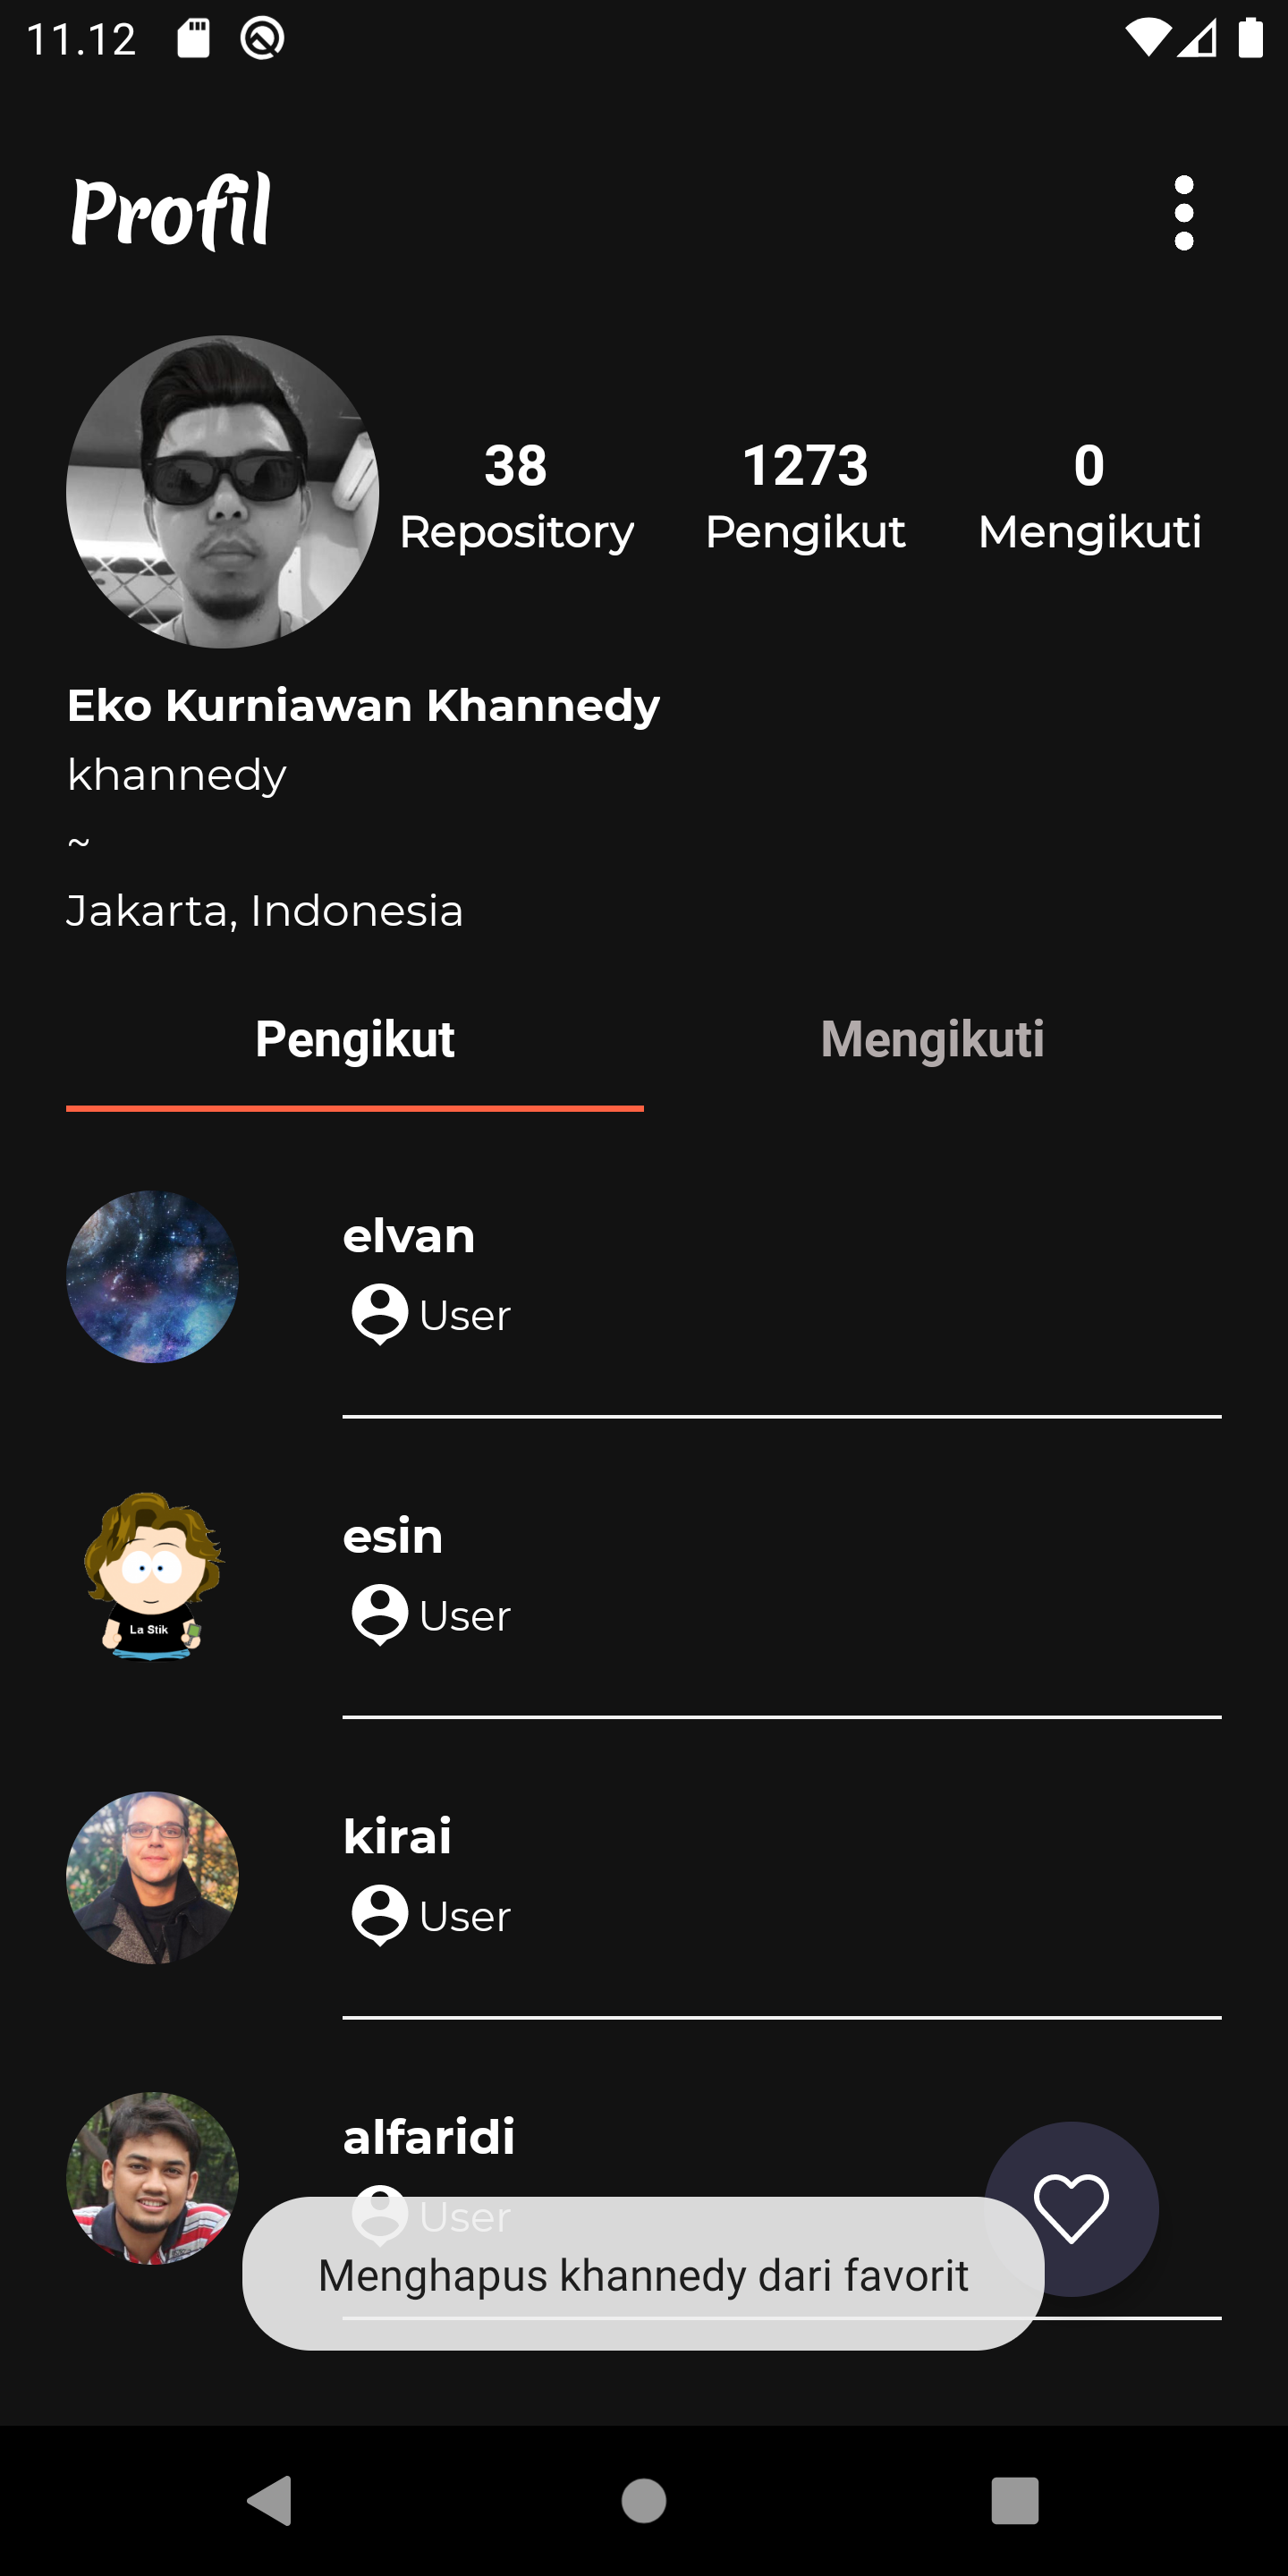 11.12
Profil
38 1273 0
Repository Pengikut Mengikuti
Eko Kurniawan Khannedy
khannedy
~
Jakarta, Indonesia
Pengikut Mengikuti
elvan
User
esin
User
La Stik
kirai
User
alfaridi
User
Menghapus khannedy dari favorit